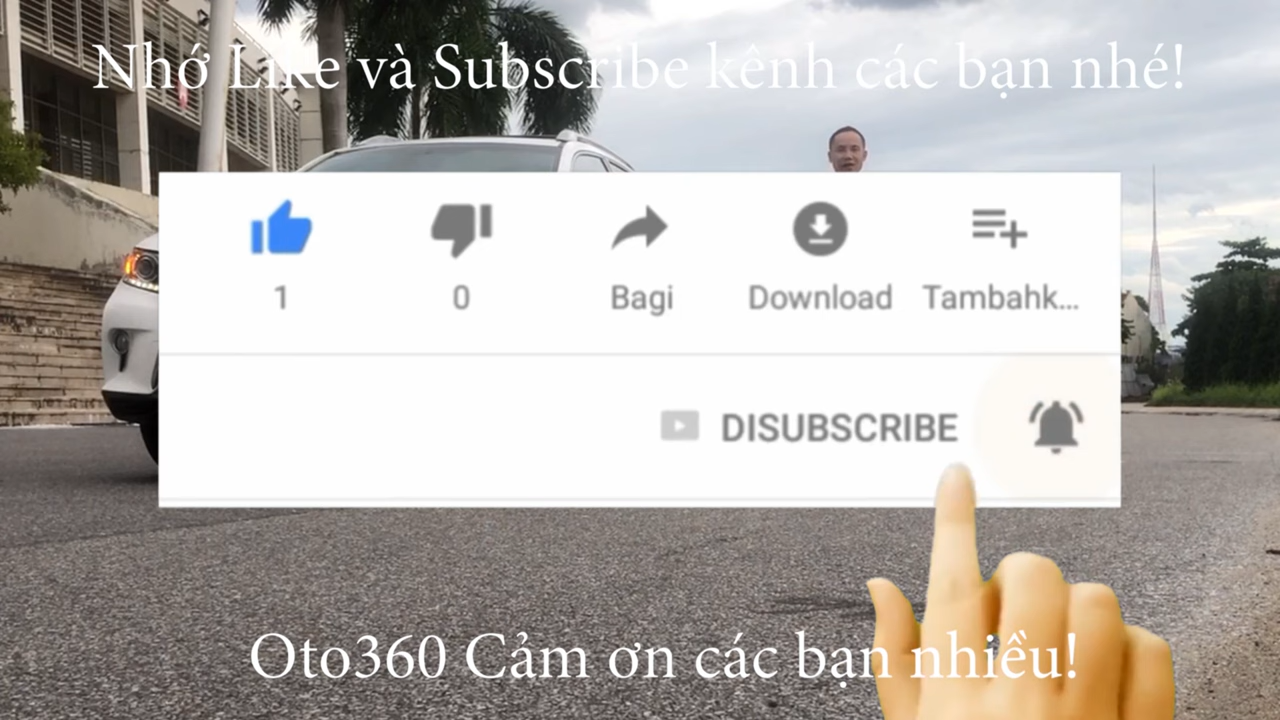 Nhớ Like và Subscribe kênh các bạn nhé!
1 0 Bagi Download Tambahk...
DISUBSCRIBE
Oto360 Cảm ơn các bạn nhiều!